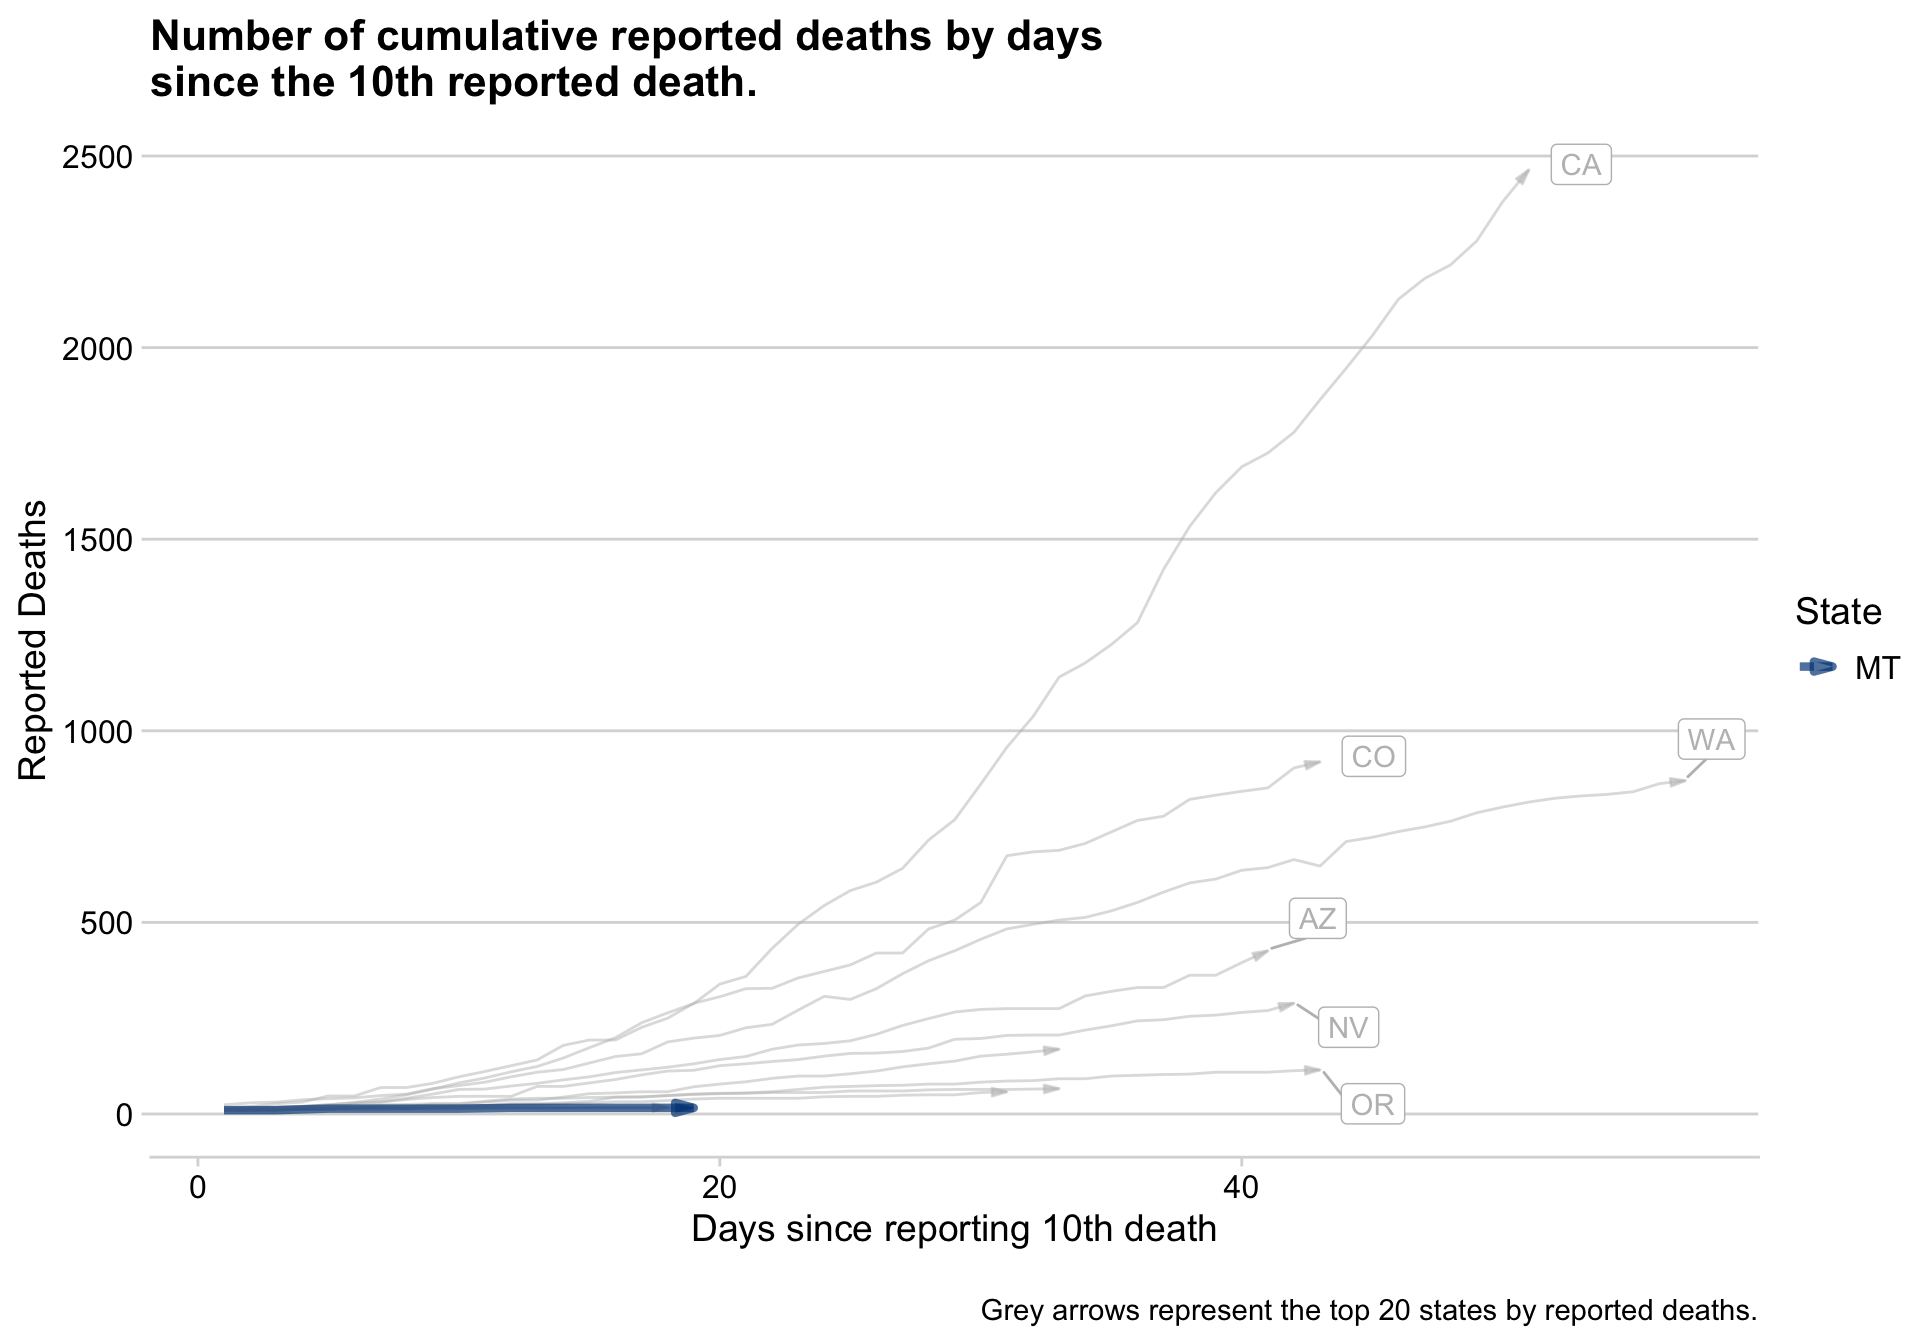 Number of cumulative reported deaths by days
since the 10th reported death.
2500
2000
1500
1000
500
0
Reported Deaths
CA
CO
WA
AZ
NV
OR
State
MT
0
20
40
Days since reporting 10th death
Grey arrows represent the top 20 states by reported deaths.